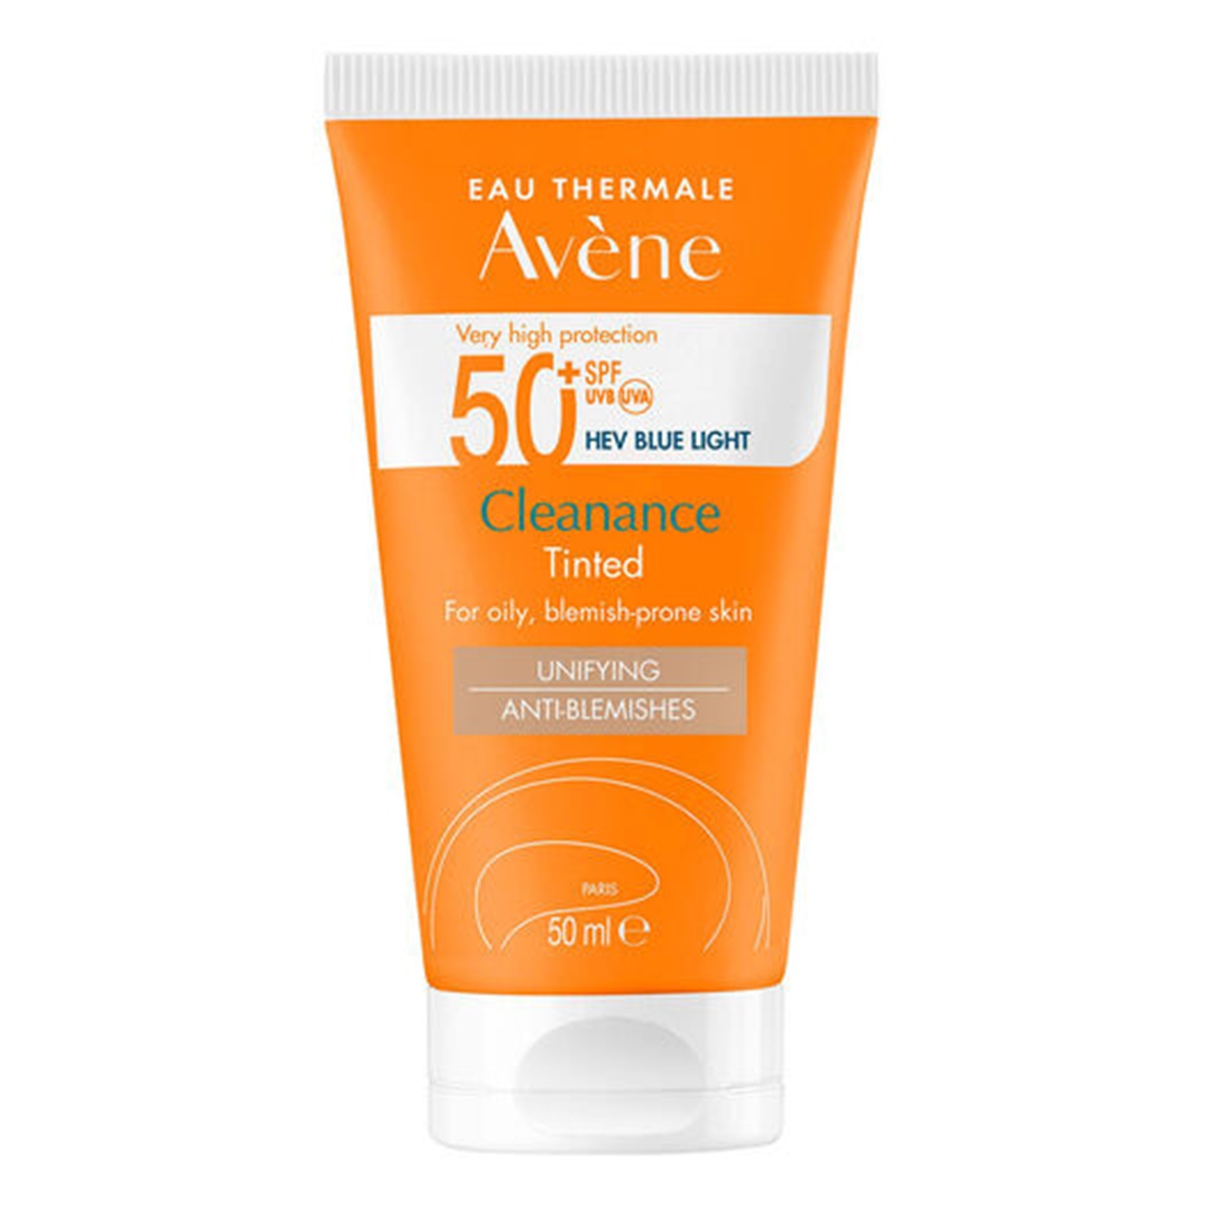 EAU THERMALE
Avène
Very high protection
50+ SPF
UVB UVA
HEV BLUE LIGHT
Cleanance
Tinted
For oily, blemish-prone skin
UNIFYING
ANTI-BLEMISHES
PARIS
50 ml e